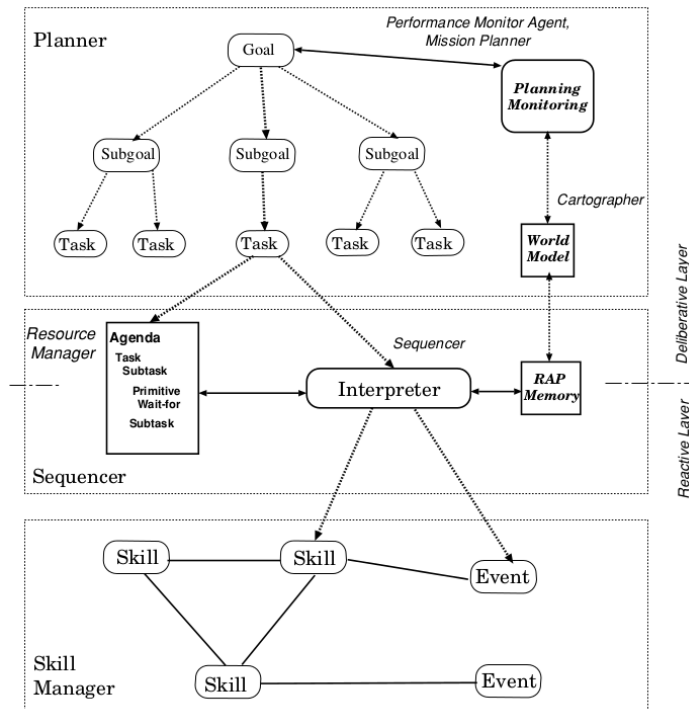 Planner
Performance Monitor Agent,
Mission Planner
Goal
Planning
Monitoring
Subgoal
Subgoal
Subgoal
Cartographer
Task
Task
Task
Task
Task
World
Model
Deliberative Layer
Resource
Manager
Agenda
Task
Subtask
Primitive
Wait-for
Subtask
Sequencer
Interpreter
RAP
Memory
Reactive Layer
Sequencer
Skill
Skill
Event
Skill
Manager
Skill
Event